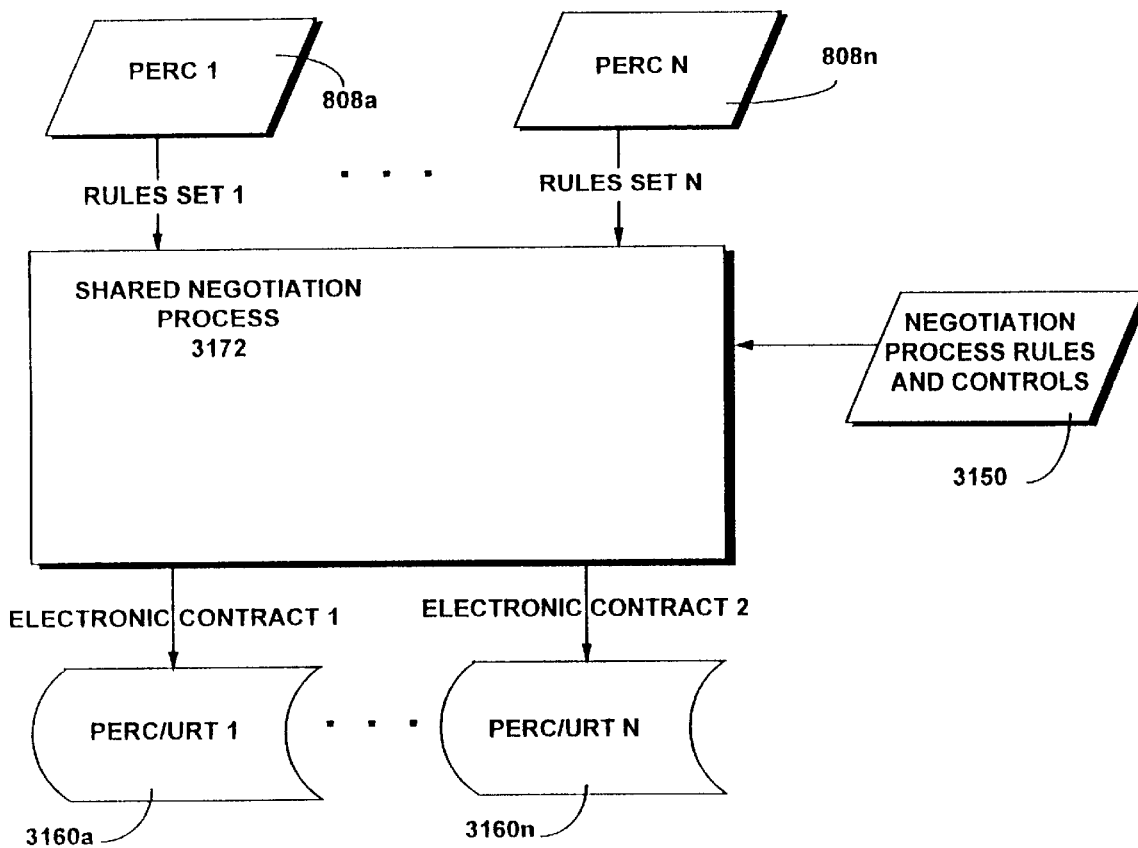 PERC 1
808a
PERC N
808n
RULES SET 1
RULES SET N
SHARED NEGOTIATION
PROCESS
3172
NEGOTIATION
PROCESS RULES
AND CONTROLS
3150
ELECTRONIC CONTRACT 1
ELECTRONIC CONTRACT 2
PERC/URT 1
PERC/URT N
3160a
3160n